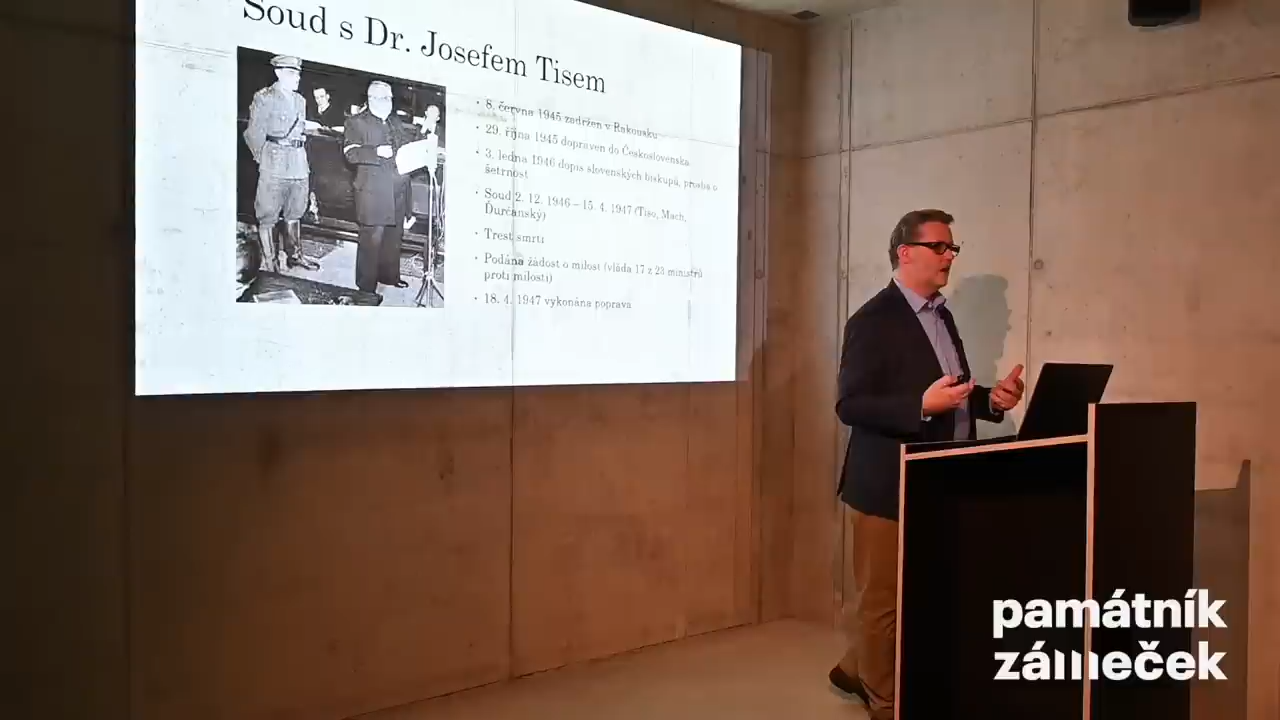 Soud s Dr. Josefem Tisem
• 8. června 1945 zadržen v Rakousku
• 29. října 1945 dopraven do Československa
• 3. ledna 1946 dopis slovenských biskupů, prosba o
šetrnost
• Soud 2. 12. 1946 – 15. 4. 1947 (Tiso, Mach,
Ďurčanský)
• Trest smrti
• Podána žádost o milost (vláda 17 z 23 ministrů
proti milosti)
• 18. 4. 1947 vykonána poprava
památník
zámeček